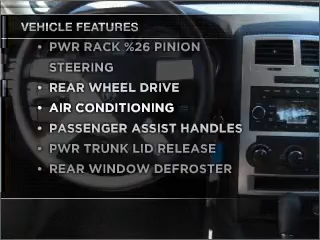 VEHICLE FEATURES
• PWR RACK %26 PINION
STEERING
• REAR WHEEL DRIVE
• AIR CONDITIONING
• PASSENGER ASSIST HANDLES
• PWR TRUNK LID RELEASE
• REAR WINDOW DEFROSTER